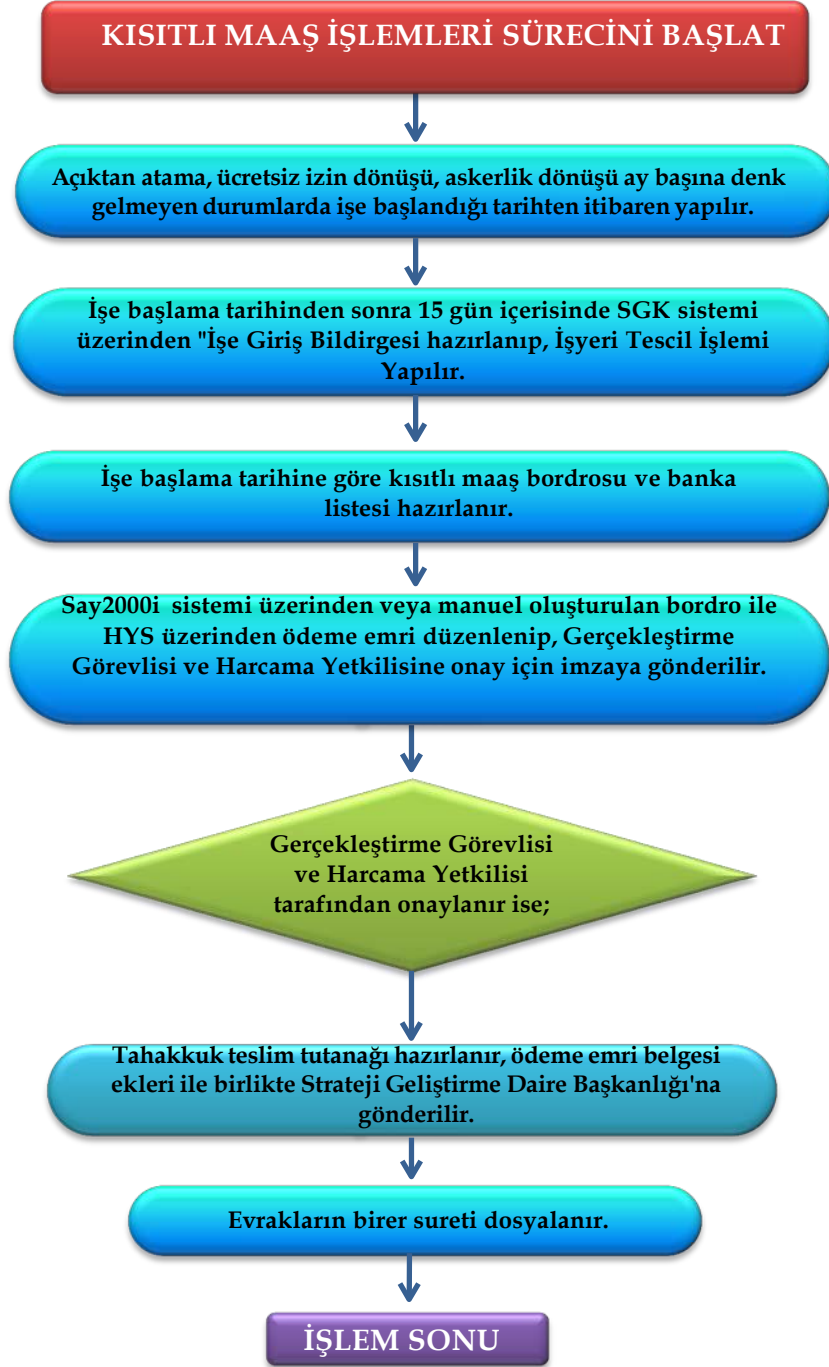 KISITLI MAAŞ İŞLEMLERİ SÜRECİNİ BAŞLAT
Açıktan atama, ücretsiz izin dönüşü, askerlik dönüşü ay başına denk
gelmeyen durumlarda işe başlandığı tarihten itibaren yapılır.
İşe başlama tarihinden sonra 15 gün içerisinde SGK sistemi
üzerinden "İşe Giriş Bildirgesi hazırlanıp, İşyeri Tescil İşlemi
Yapılır.
İşe başlama tarihine göre kısıtlı maaş bordrosu ve banka
listesi hazırlanır.
Say2000i sistemi üzerinden veya manuel oluşturulan bordro ile
HYS üzerinden ödeme emri düzenlenip, Gerçekleştirme
Görevlisi ve Harcama Yetkilisine onay için imzaya gönderilir.
Gerçekleştirme Görevlisi
ve Harcama Yetkilisi
tarafından onaylanır ise;
Tahakkuk teslim tutanağı hazırlanır, ödeme emri belgesi
ekleri ile birlikte Strateji Geliştirme Daire Başkanlığı'na
gönderilir.
Evrakların birer sureti dosyalanır.
İŞLEM SONU